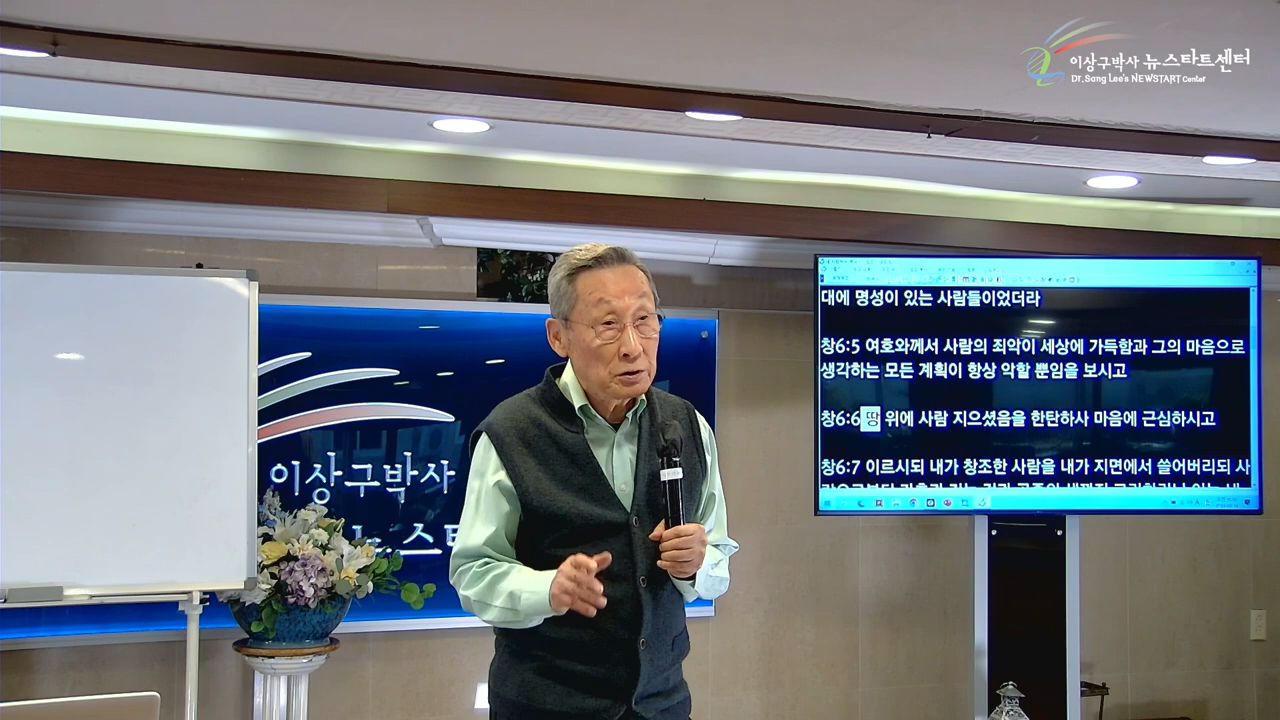 이상구박사 뉴스타트센터
Dr. Sang Lee's NEWSTART Center
이상구박사
뉴스타
대에 명성이 있는 사람들이었더라
창6:5 여호와께서 사람의 죄악이 세상에 가득함과 그의 마음으로
생각하는 모든 계획이 항상 악할 뿐임을 보시고
창6:6 땅 위에 사람 지으셨음을 한탄하사 마음에 근심하시고
창6:7 이르시되 내가 창조한 사람을 내가 지면에서 쓸어버리되 사